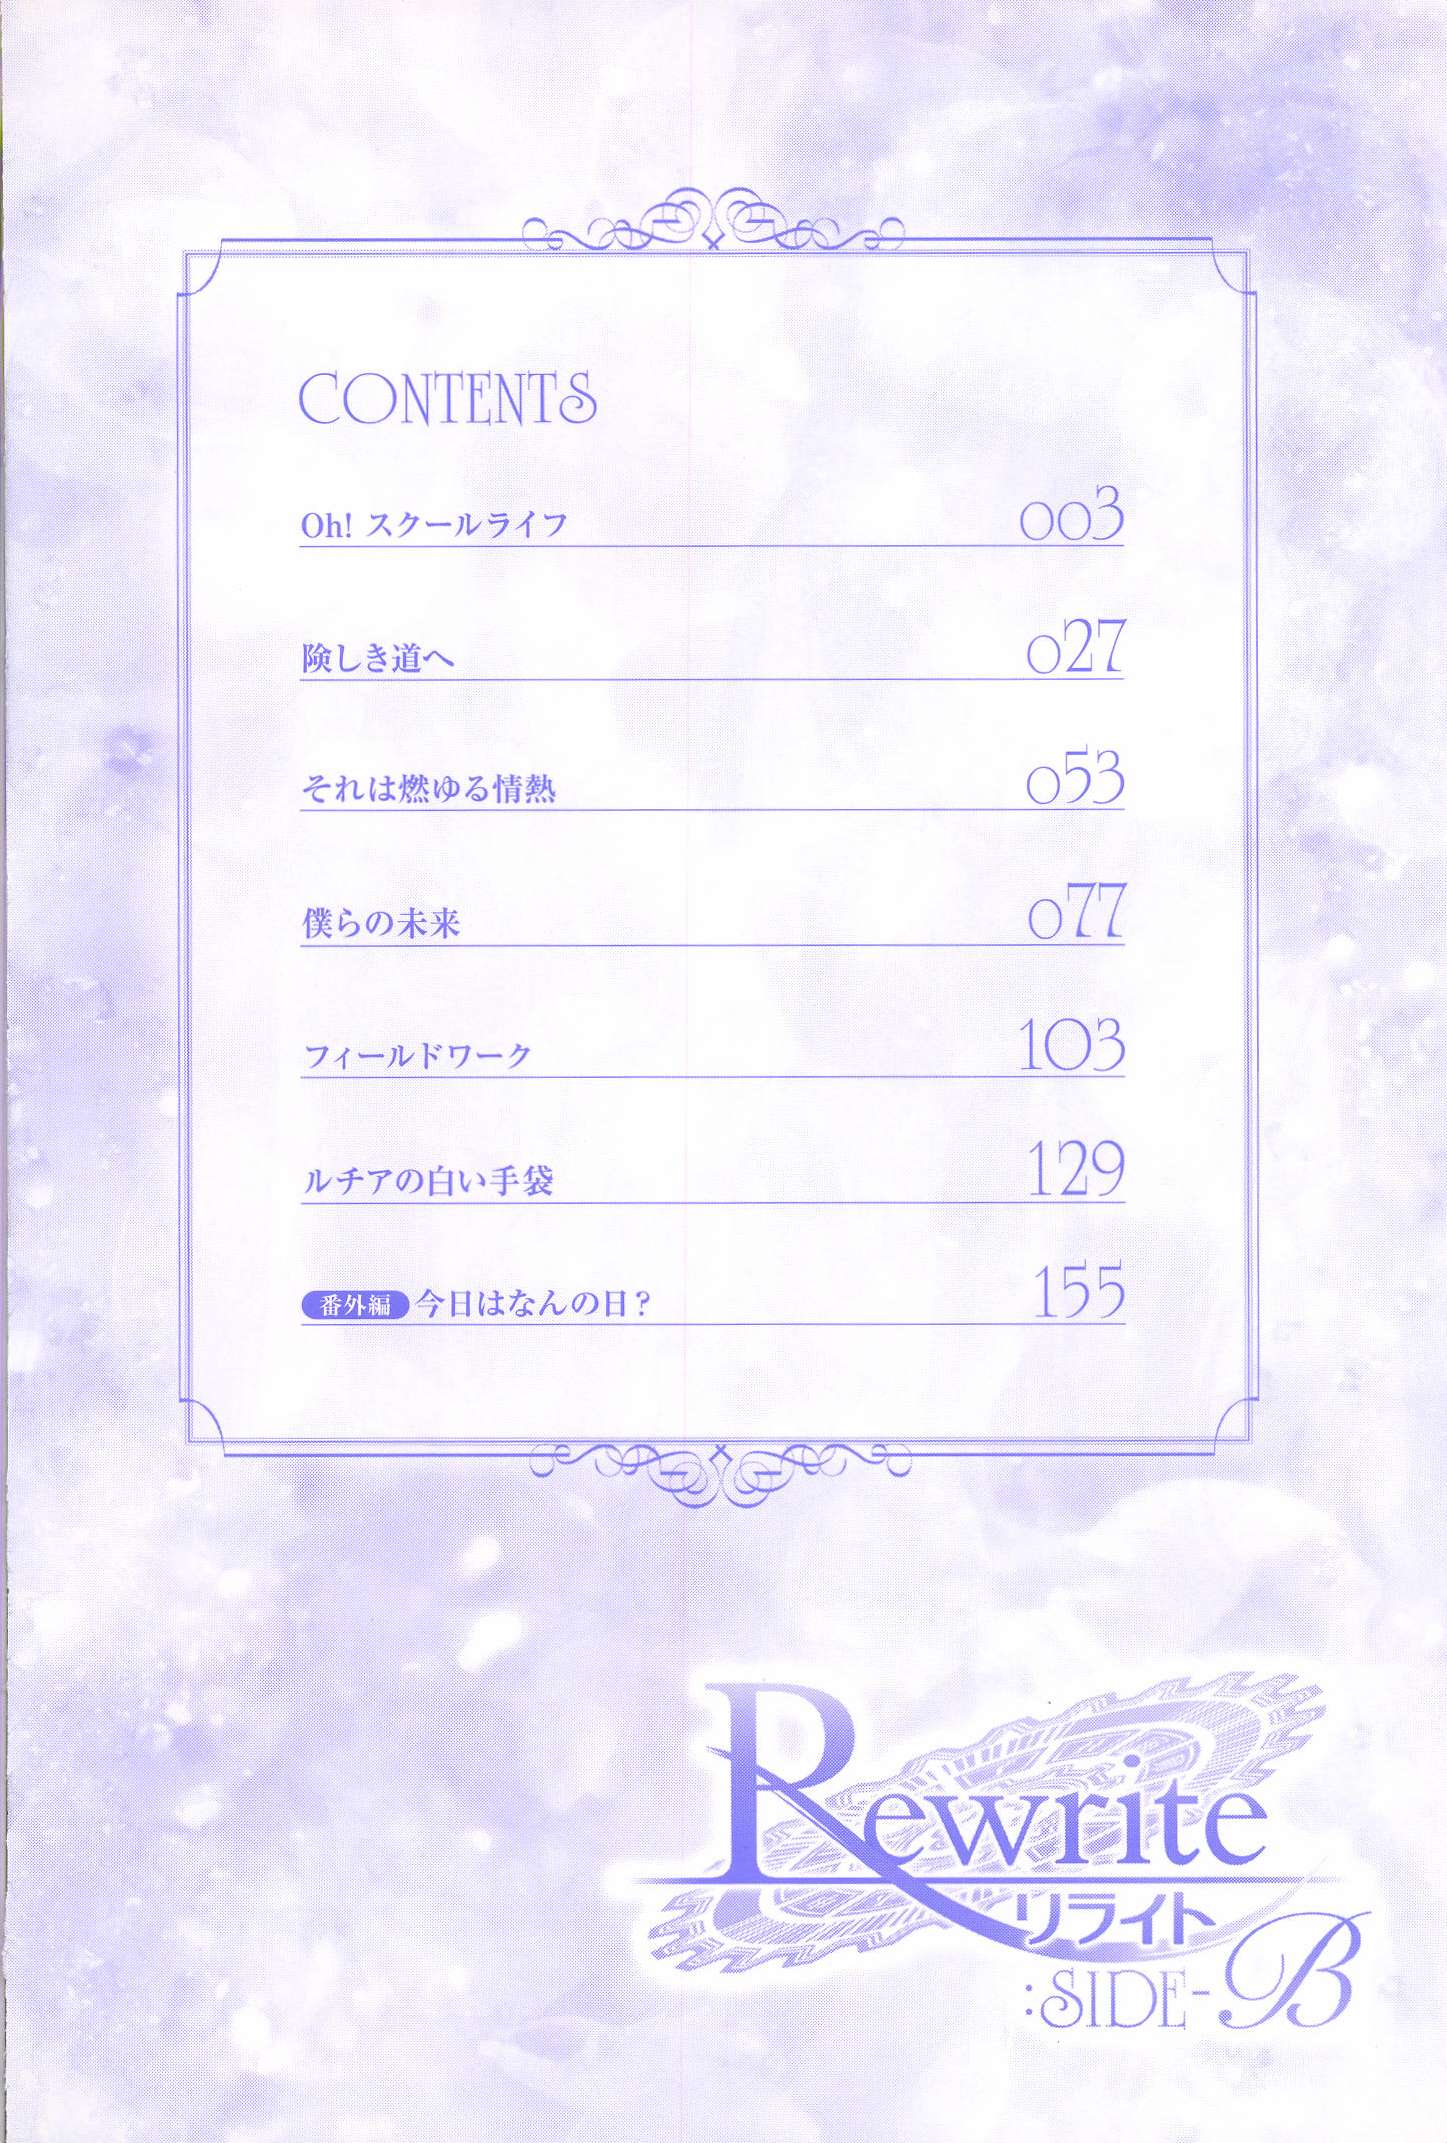 CONTENTS
Oh! スクールライフ 003
険しき道へ 027
それは燃ゆる情熱 053
僕らの未来 077
フィールドワーク 103
ルチアの白い手袋 129
番外編 今日はなんの日? 155
Rewrite
リライト
:SIDE-B